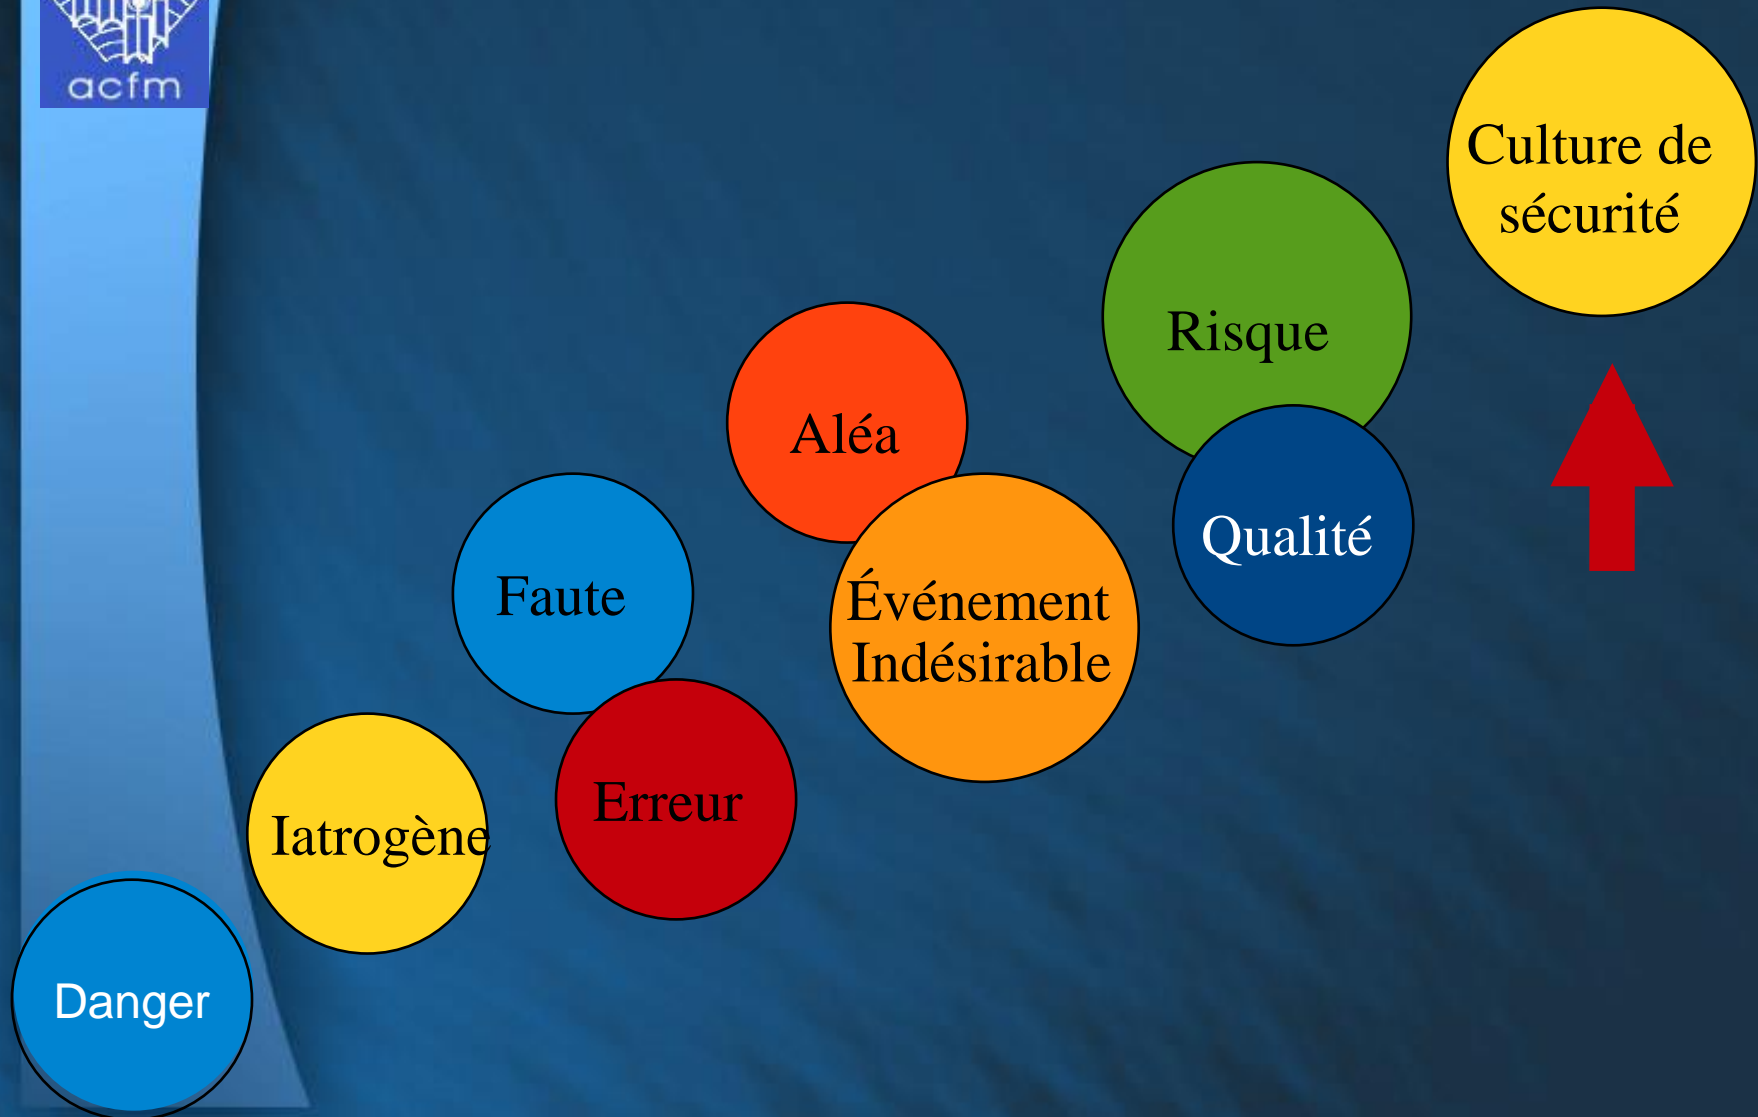 acfm
Culture de
sécurité
Risque
Aléa
Qualité
Faute
Événement
Indésirable
Erreur
Iatrogène
Danger